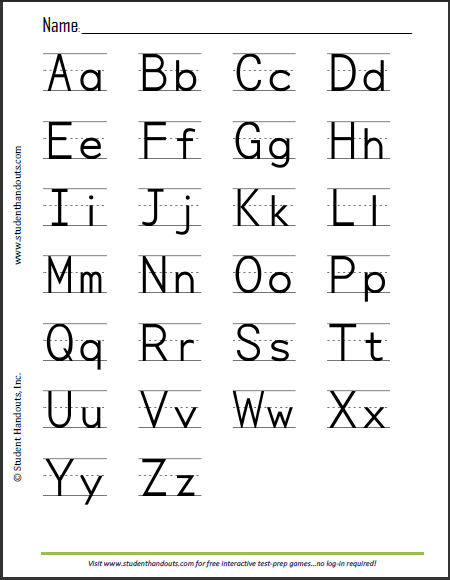 Name:
Aa Bb Cc Dd
Ee Ff Gg Hh
Ii Jj Kk Ll
Mm Nn Oo Pp
Qq Rr Ss Tt
Uu Vv Ww Xx
Yy Zz
www.studenthandouts.com
© Student Handouts, Inc.
Visit www.studenthandouts.com for free interactive test-prep games...no log-in required!